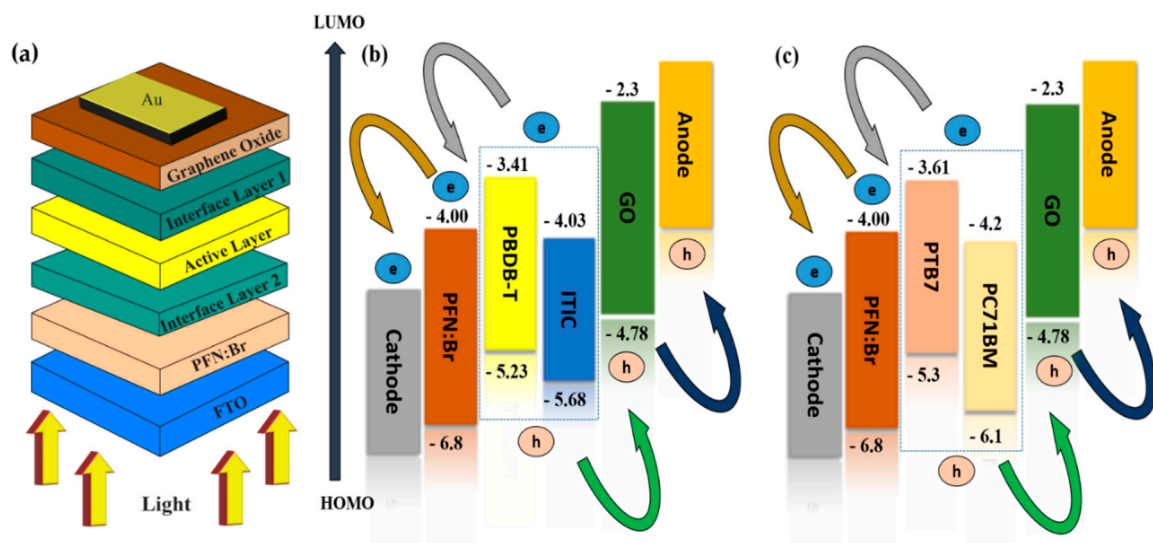 (a)
Au
Graphene Oxide
Interface Layer 1
Active Layer
Interface Layer 2
PFN:Br
FTO
Light
LUMO
HOMO
(b)
e
Cathode
- 4.00
e
PFN:Br
- 6.8
- 3.41
PBDB-T
- 5.23
e
- 4.03
ITIC
- 5.68
h
- 2.3
GO
- 4.78
h
Anode
h
(c)
e
Cathode
- 4.00
e
PFN:Br
- 6.8
- 3.61
PTB7
- 5.3
e
- 4.2
PC71BM
- 6.1
h
- 2.3
GO
- 4.78
h
Anode
h